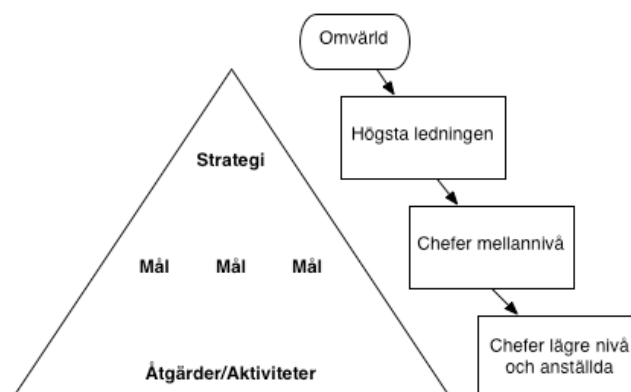 Omvärld
Högsta ledningen
Strategi
Chefer mellannivå
Mål Mål Mål
Chefer lägre nivå
och anställda
Åtgärder/Aktiviteter